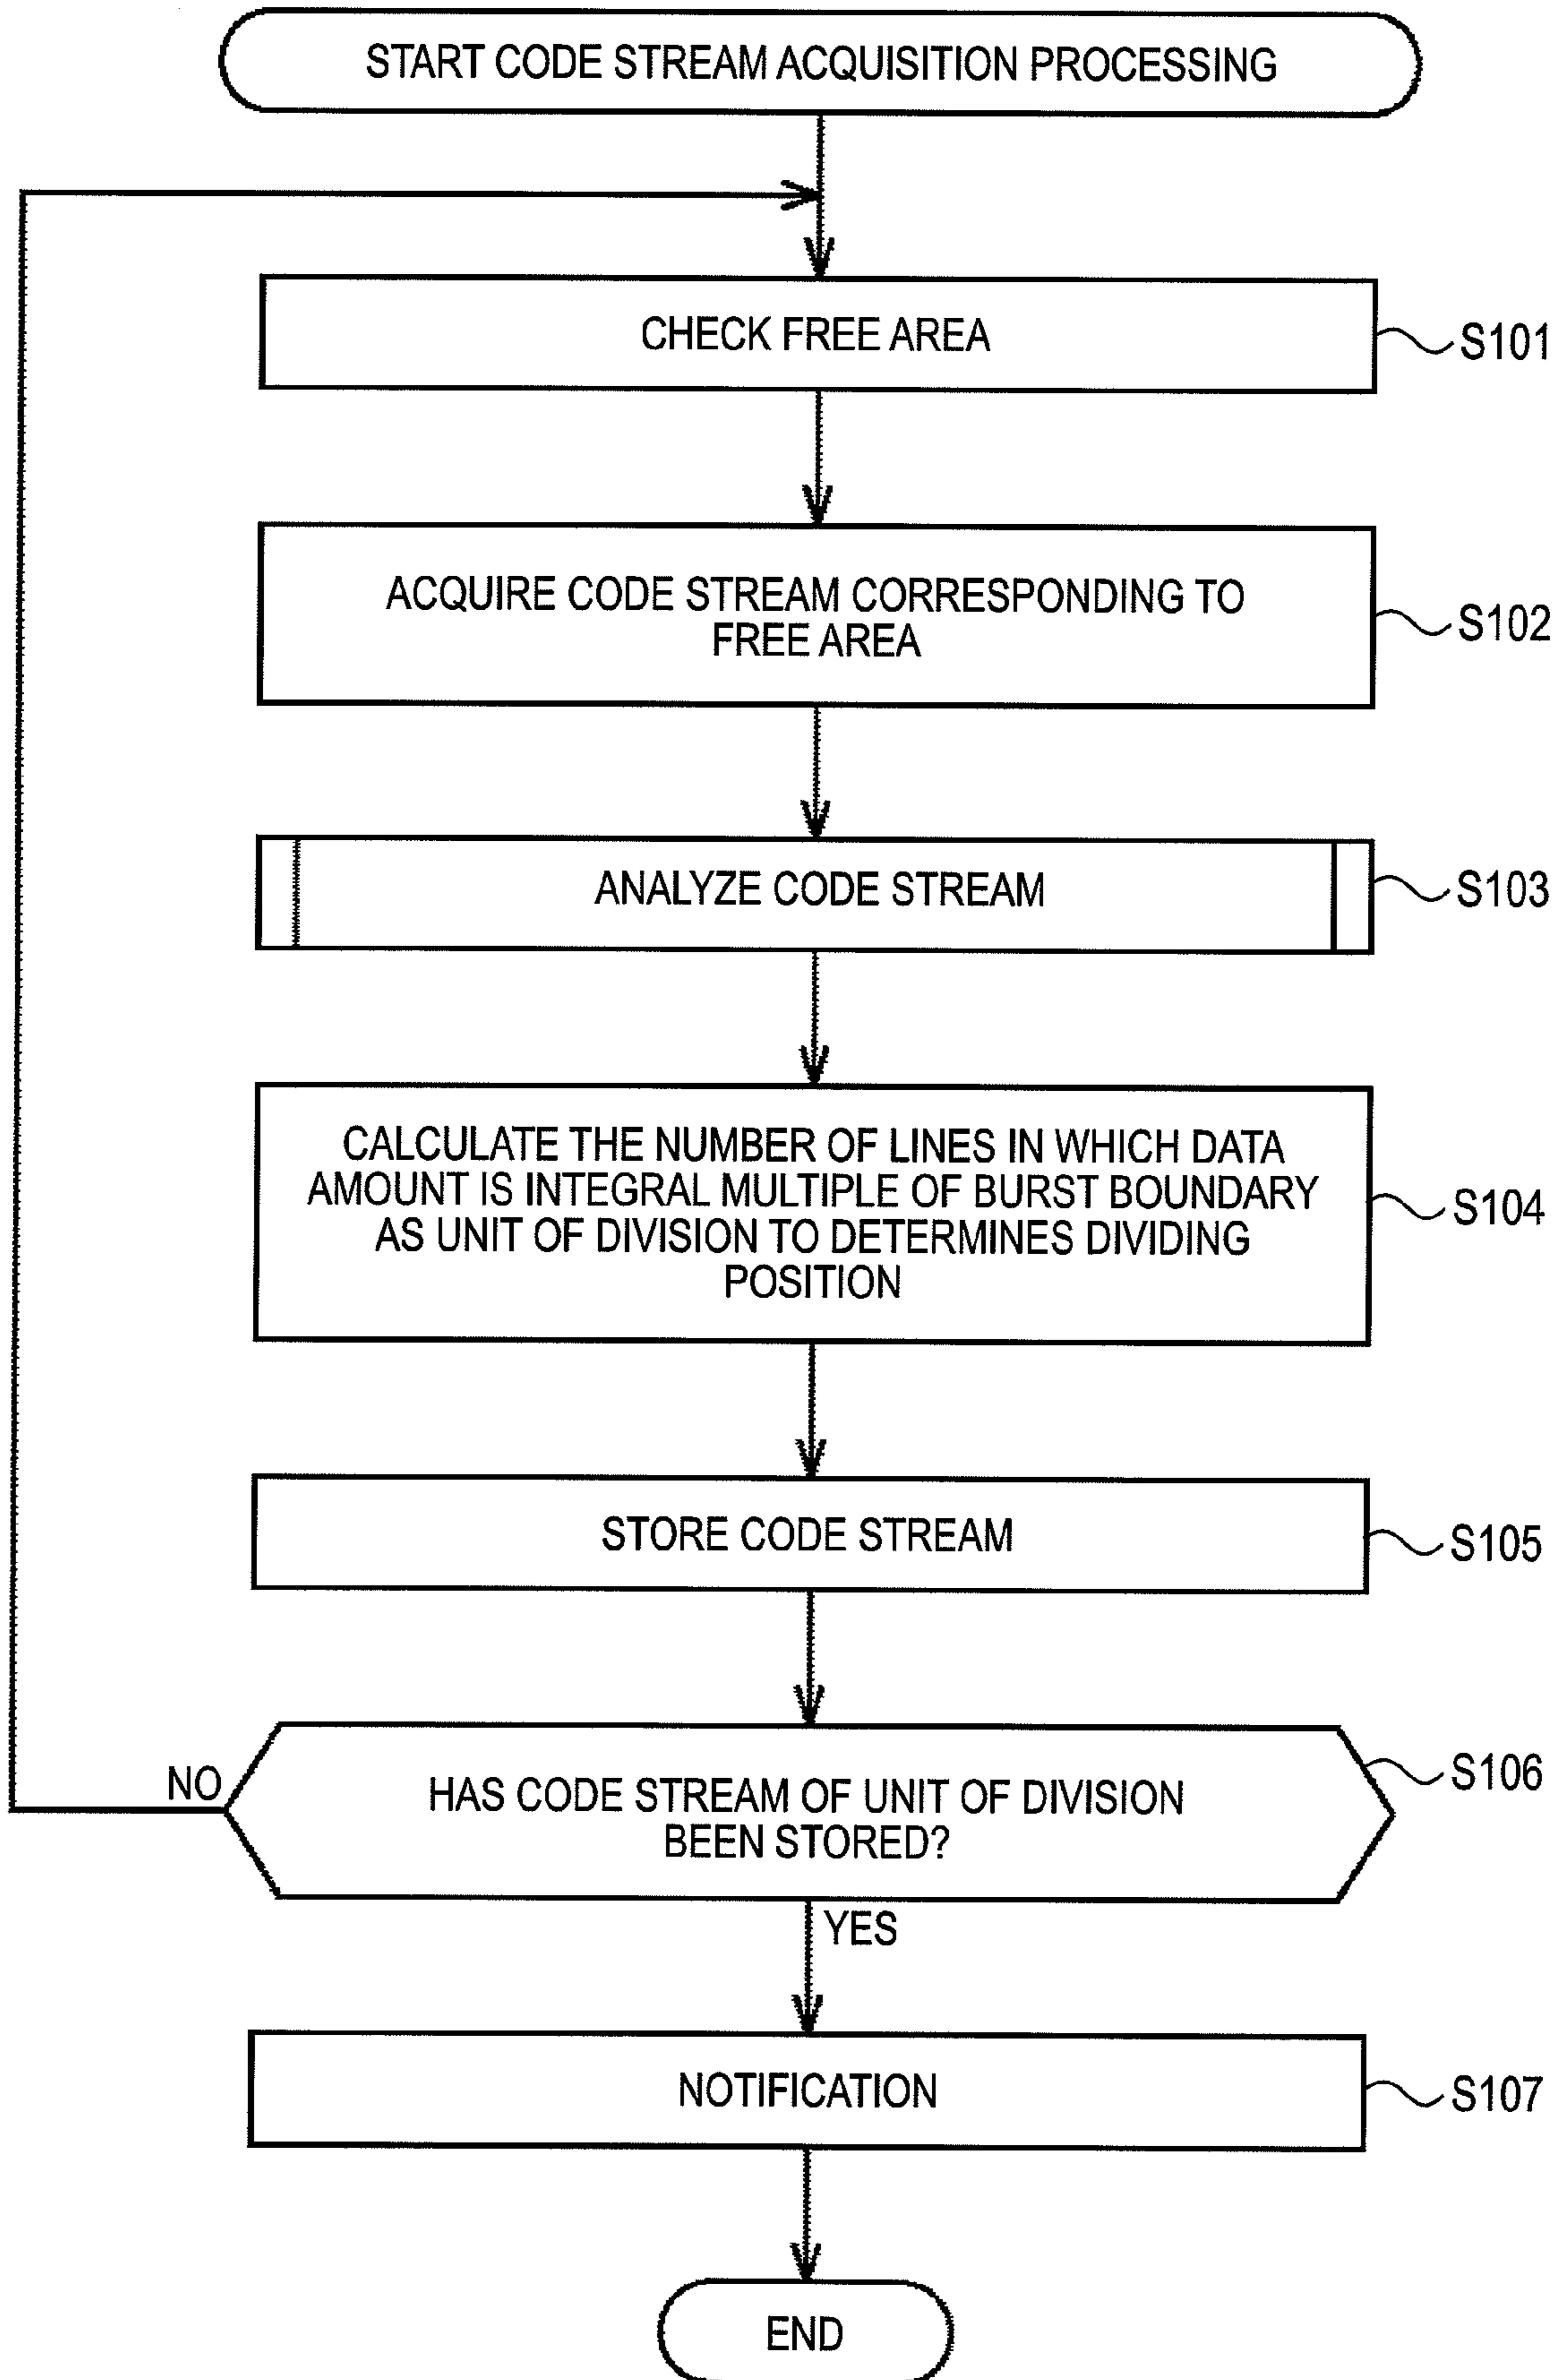 START CODE STREAM ACQUISITION PROCESSING
CHECK FREE AREA
S101
ACQUIRE CODE STREAM CORRESPONDING TO
FREE AREA
S102
ANALYZE CODE STREAM
S103
CALCULATE THE NUMBER OF LINES IN WHICH DATA
AMOUNT IS INTEGRAL MULTIPLE OF BURST BOUNDARY
AS UNIT OF DIVISION TO DETERMINES DIVIDING
POSITION
S104
STORE CODE STREAM
S105
HAS CODE STREAM OF UNIT OF DIVISION
BEEN STORED?
S106
NO
YES
NOTIFICATION
S107
END